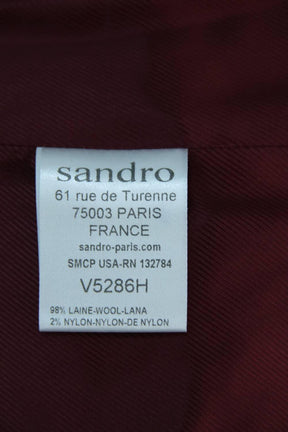 sandro
61 rue de Turenne
75003 PARIS
FRANCE
sandro-paris.com
SMCP USA-RN 132784
V5286H
98% LAINE-WOOL-LANA
2% NYLON-NYLON-DE NYLON